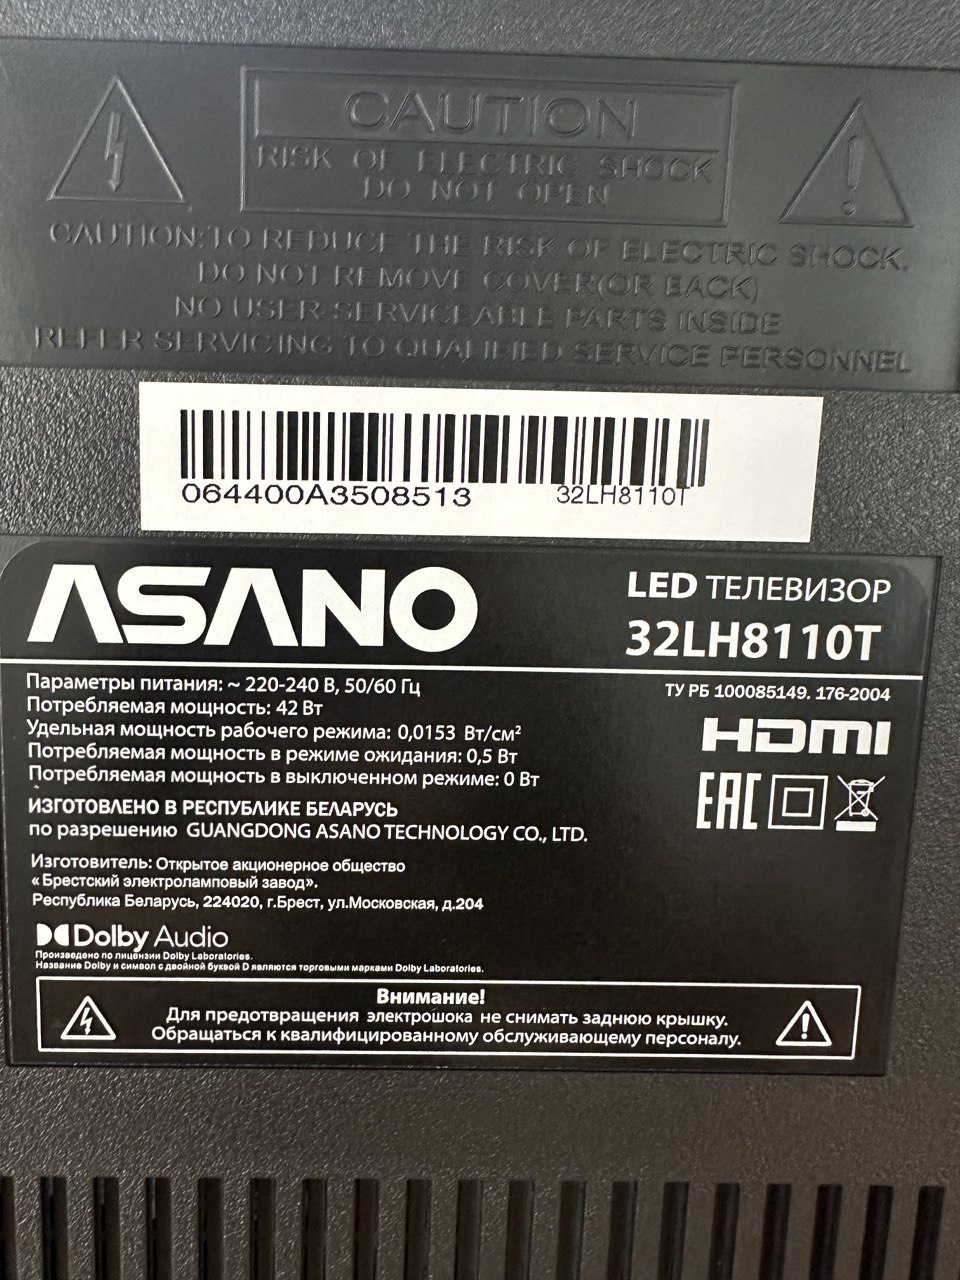 CAUTION
RISK OF ELECTRIC SHOCK
DO NOT OPEN
CAUTION:TO REDUCE THE RISK OF ELECTRIC SHOCK.
DO NOT REMOVE COVER(OR BACK)
NO USER-SERVICEABLE PARTS INSIDE
REFER SERVICING TO QUALIFIED SERVICE PERSONNEL
064400A3508513 32LH8110T
ASANO
LED ТЕЛЕВИЗОР
32LH8110T
Параметры питания: ~ 220-240 В, 50/60 Гц
Потребляемая мощность: 42 Вт
Удельная мощность рабочего режима: 0,0153 Вт/см²
Потребляемая мощность в режиме ожидания: 0,5 Вт
Потребляемая мощность в выключенном режиме: 0 Вт
ТУ РБ 100085149. 176-2004
HDMI
EAC
ИЗГОТОВЛЕНО В РЕСПУБЛИКЕ БЕЛАРУСЬ
по разрешению GUANGDONG ASANO TECHNOLOGY CO., LTD.
Изготовитель: Открытое акционерное общество
«Брестский электроламповый завод».
Республика Беларусь, 224020, г.Брест, ул.Московская, д.204
Dolby Audio
Произведено по лицензии Dolby Laboratories.
Название Dolby и символ с двойной буквой D являются торговыми марками Dolby Laboratories.
Внимание!
Для предотвращения электрошока не снимать заднюю крышку.
Обращаться к квалифицированному обслуживающему персоналу.